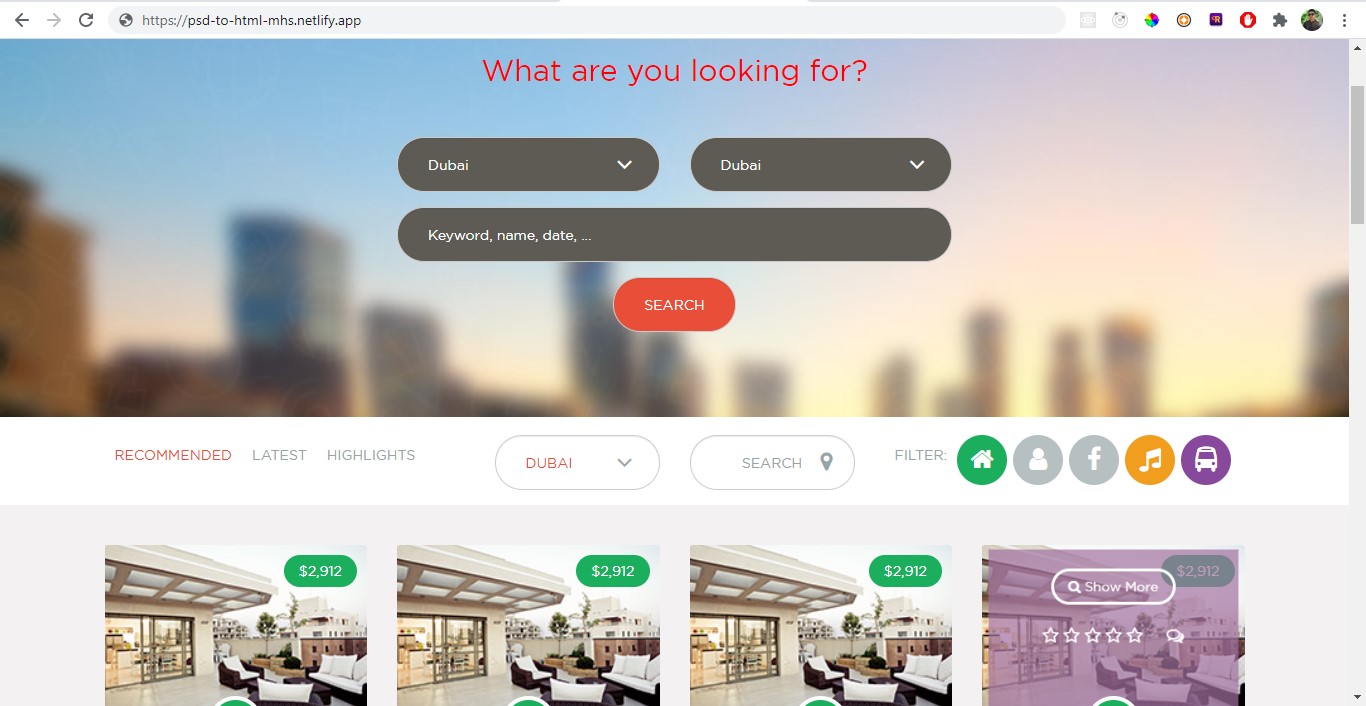 https://psd-to-html-mhs.netlify.app
What are you looking for?
Dubai Dubai
Keyword, name, date, ...
SEARCH
RECOMMENDED LATEST HIGHLIGHTS DUBAI SEARCH FILTER:
$2,912 $2,912 $2,912 $2,912
Show More